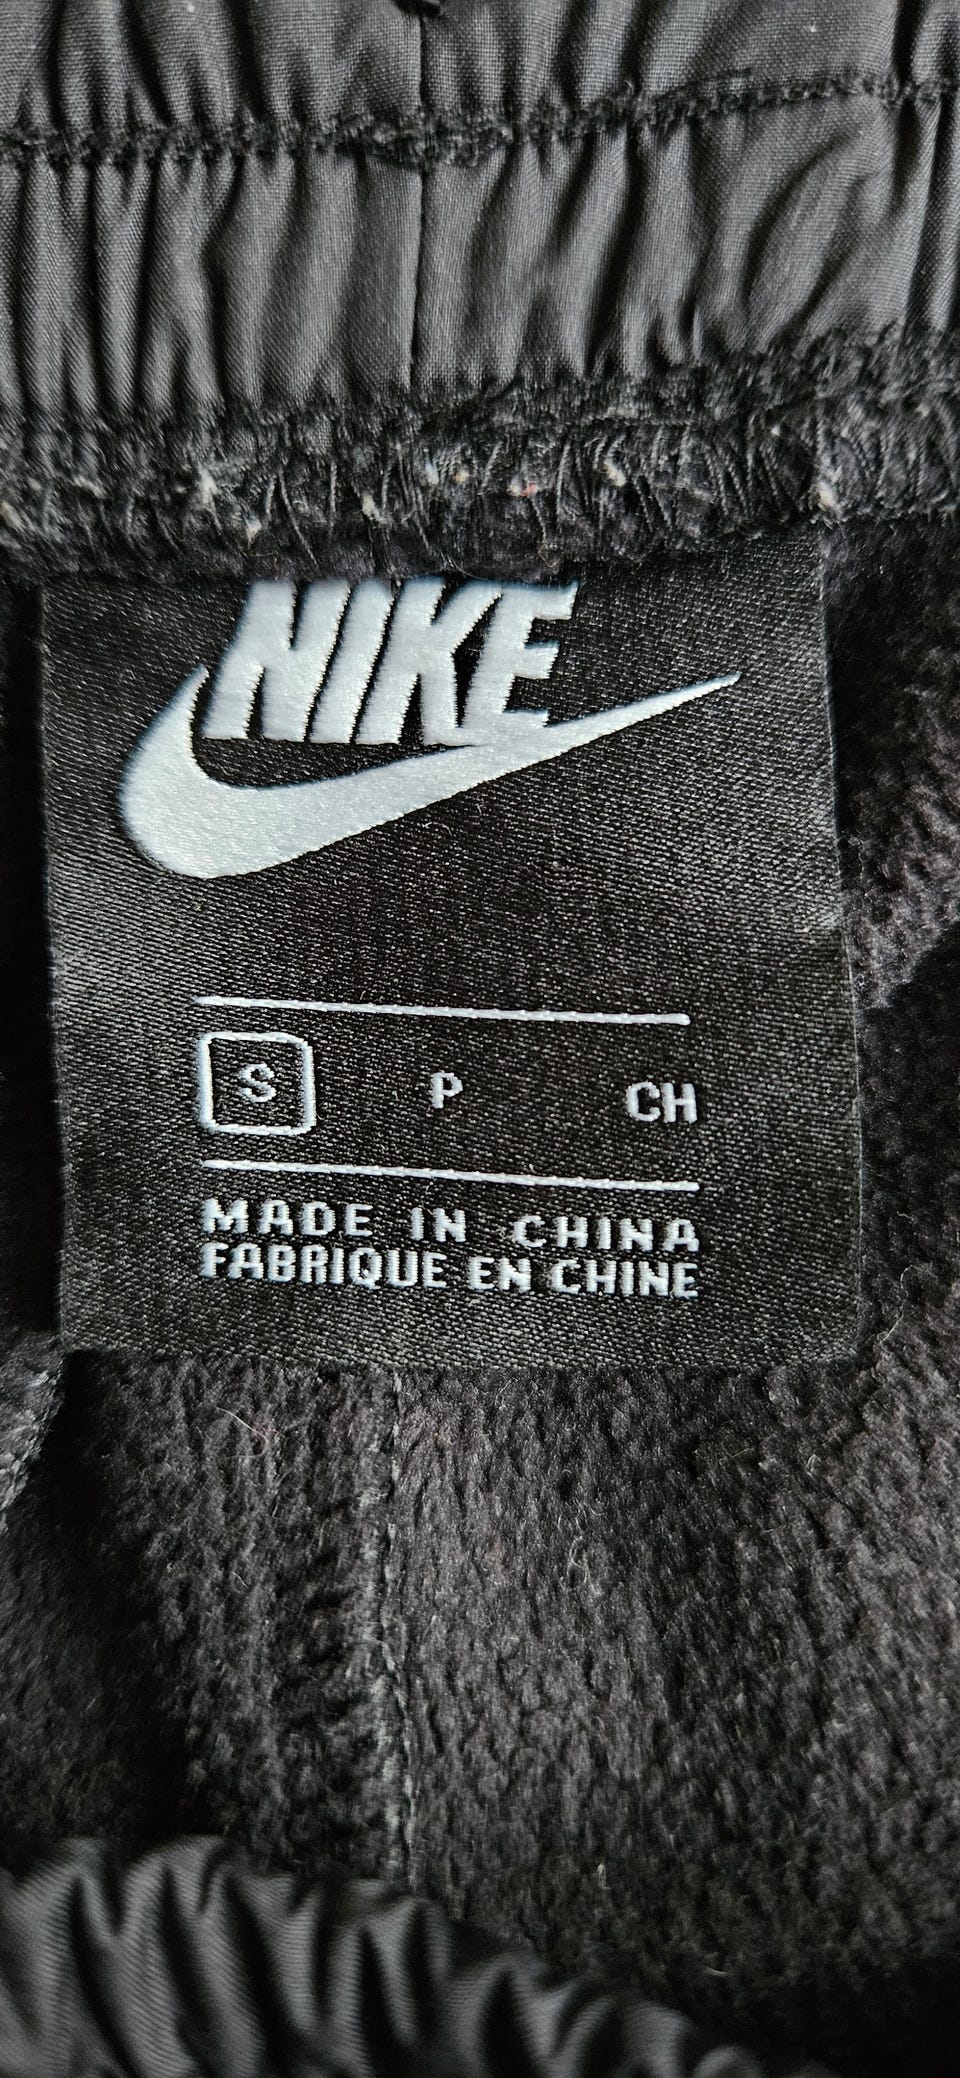 NIKE
S P CH
MADE IN CHINA
FABRIQUE EN CHINE